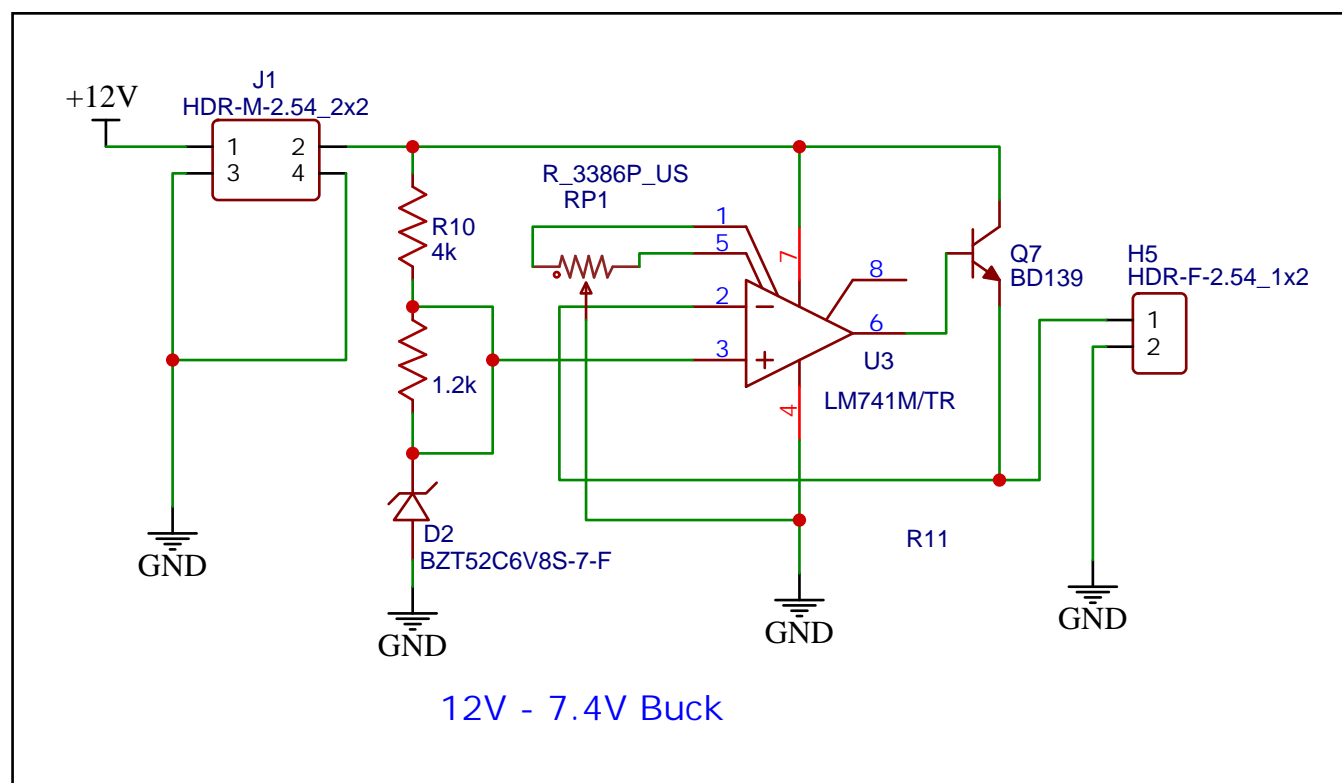 J1
+12V
HDR-M-2.54_2x2
1 2
3 4
R_3386P_US
RP1
R10
4k
1
5
7
8
2
6
3
4
U3
LM741M/TR
Q7
BD139
H5
HDR-F-2.54_1x2
1
2
1.2k
D2
BZT52C6V8S-7-F
R11
GND
GND
GND
GND
12V - 7.4V Buck